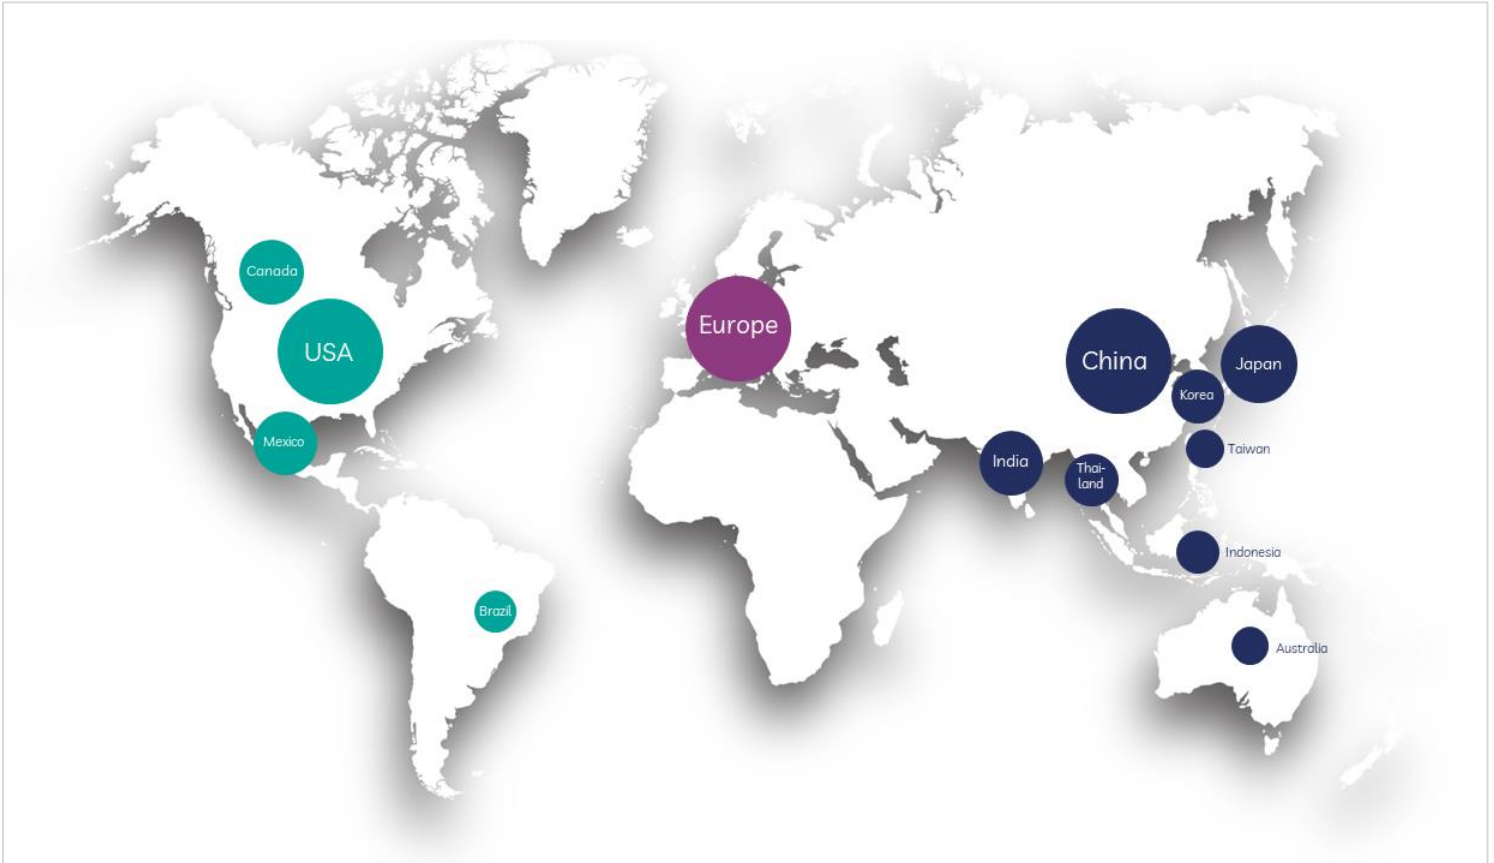 Canada
USA
Mexico
Brazil
Europe
China
Japan
Korea
Taiwan
India
Thai-
land
Indonesia
Australia